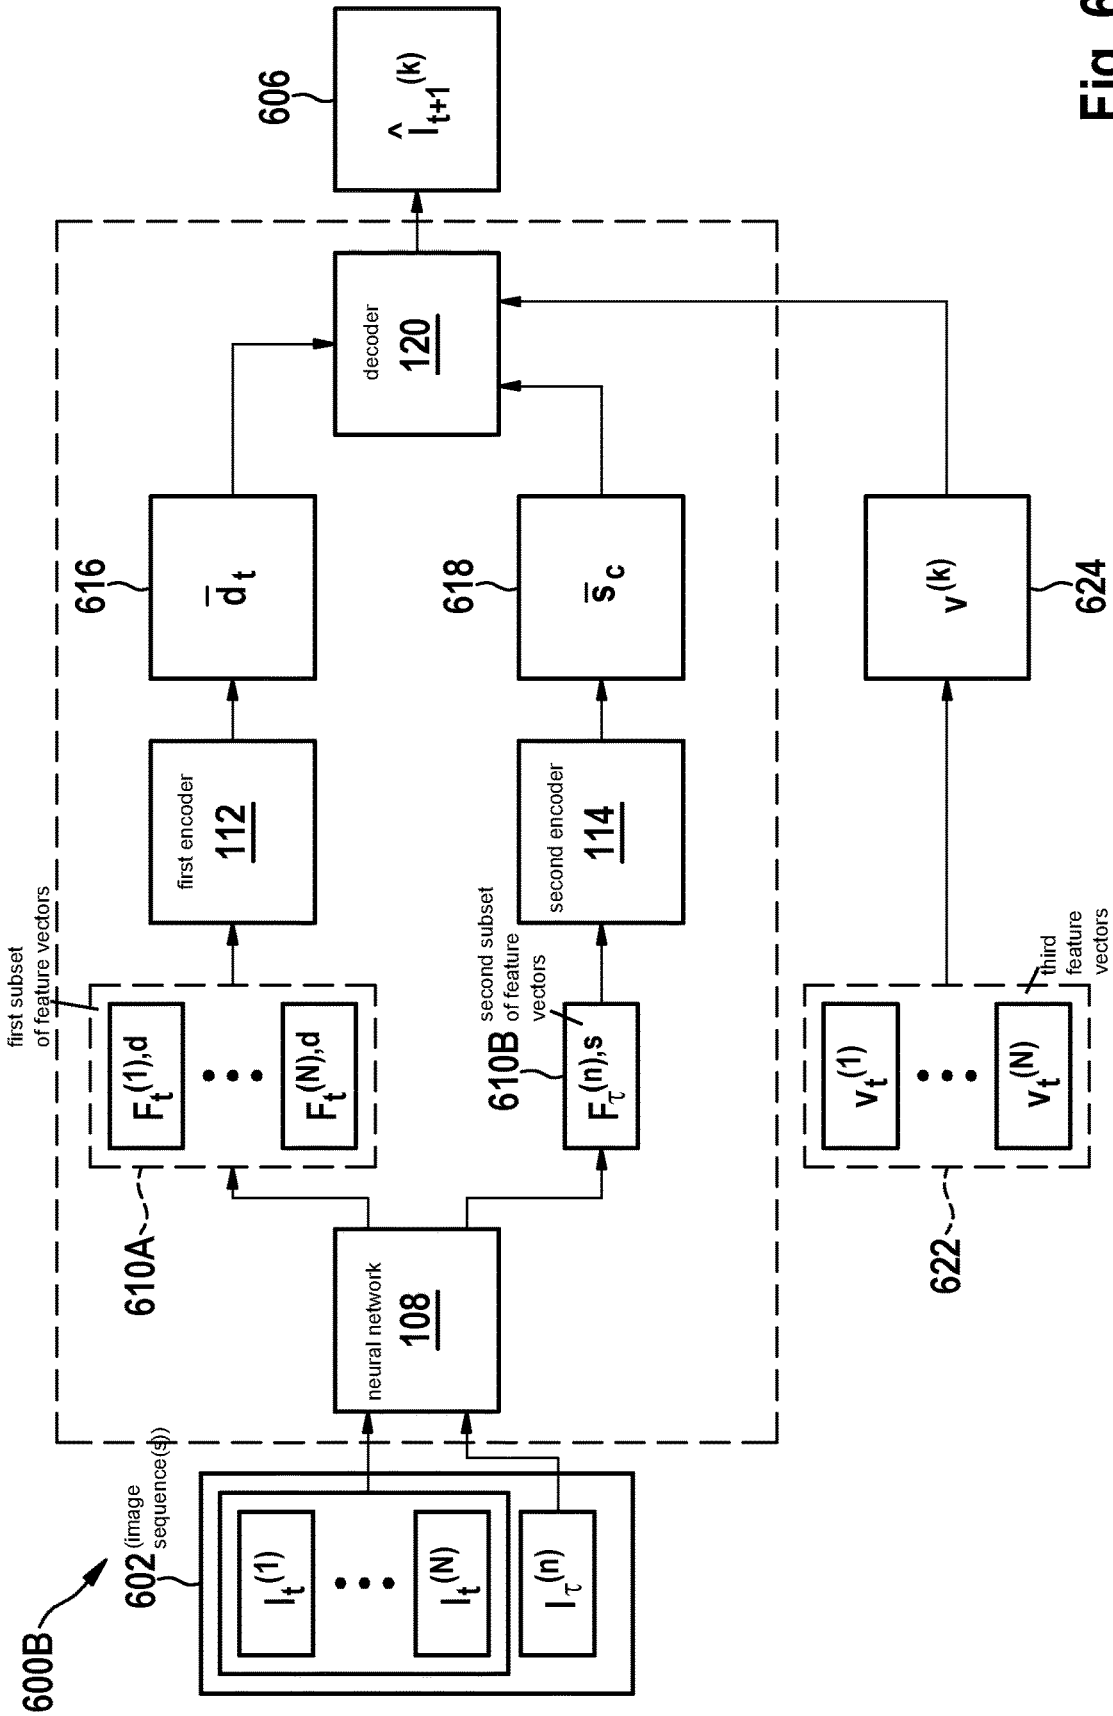 600B
602 (image
sequence(s))
I_t^(1)
•••
I_t^(N)
I_τ^(n)
neural network
108
first subset
of feature vectors
610A
F_t^(1),d
•••
F_t^(N),d
610B
second subset
of feature
vectors
F_τ^(n),s
first encoder
112
second encoder
114
616
d̄_t
618
s̄_c
decoder
120
606
Î_t+1^(k)
622
v_t^(1)
•••
v_t^(N)
third
feature
vectors
v^(k)
624
Fig. 6